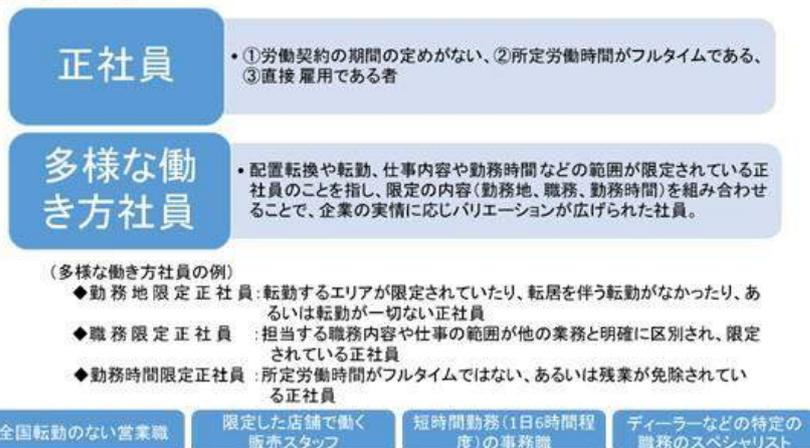 正社員
• ①労働契約の期間の定めがない、②所定労働時間がフルタイムである、
③直接 雇用である者
多様な働
き方社員
• 配置転換や転勤、仕事内容や勤務時間などの範囲が限定されている正
社員のことを指し、限定の内容(勤務地、職務、勤務時間)を組み合わせ
ることで、企業の実情に応じバリエーションが広げられた社員。
(多様な働き方社員の例)
◆勤務地限定正社員:転勤するエリアが限定されていたり、転居を伴う転勤がなかったり、あ
るいは転勤が一切ない正社員
◆職務限定正社員 :担当する職務内容や仕事の範囲が他の業務と明確に区別され、限定
されている正社員
◆勤務時間限定正社員:所定労働時間がフルタイムではない、あるいは残業が免除されてい
る正社員
全国転勤のない営業職
限定した店舗で働く
販売スタッフ
短時間勤務(1日6時間程
度)の事務職
ディーラーなどの特定の
職務のスペシャリスト